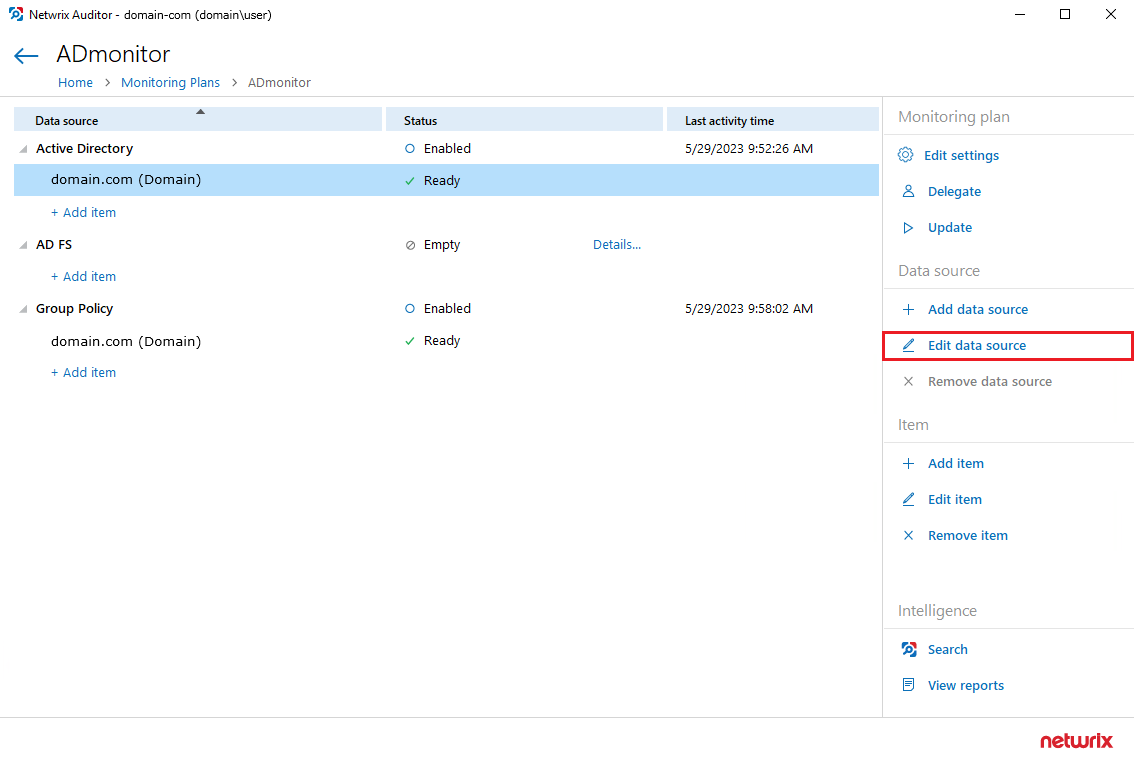 Netwrix Auditor - domain-com (domain\user)
ADmonitor
Home > Monitoring Plans > ADmonitor
Data source Status Last activity time
Active Directory Enabled 5/29/2023 9:52:26 AM
domain.com (Domain) Ready
+ Add item
AD FS Empty Details...
+ Add item
Group Policy Enabled 5/29/2023 9:58:02 AM
domain.com (Domain) Ready
+ Add item
Monitoring plan
Edit settings
Delegate
Update
Data source
Add data source
Edit data source
Remove data source
Item
Add item
Edit item
Remove item
Intelligence
Search
View reports
netwrix